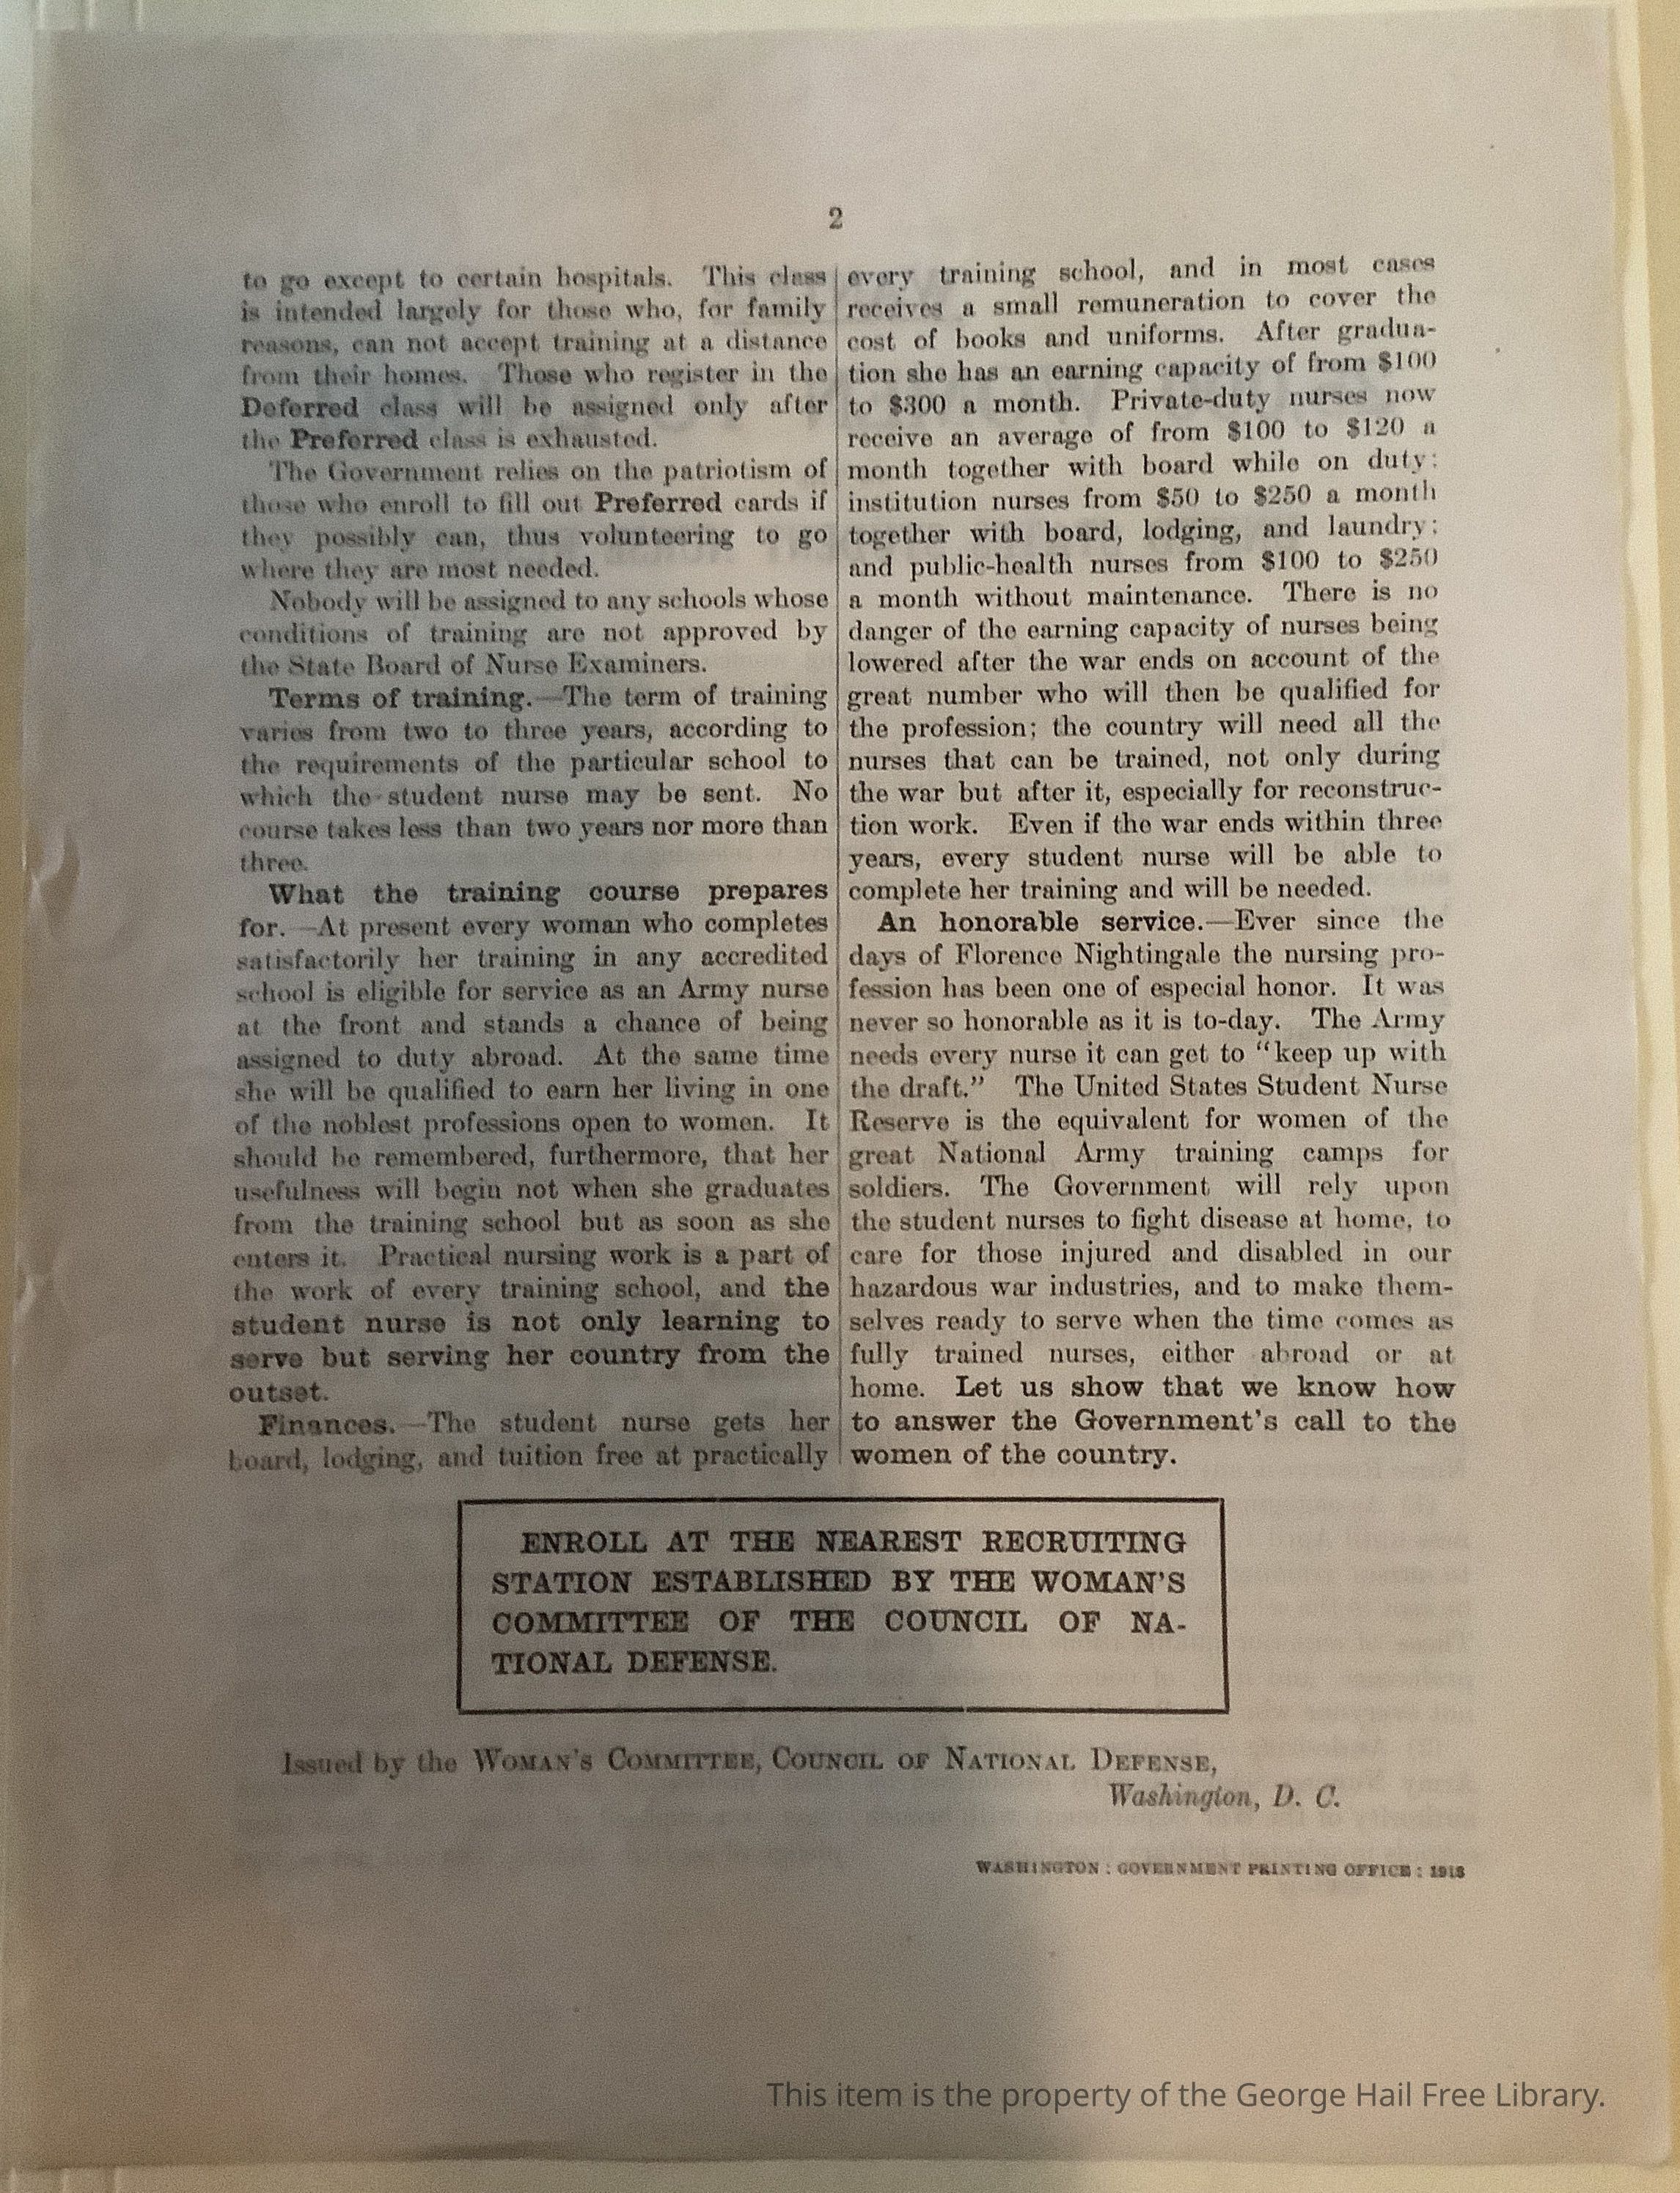 2
to go except to certain hospitals. This class
is intended largely for those who, for family
reasons, can not accept training at a distance
from their homes. Those who register in the
Deferred class will be assigned only after
the Preferred class is exhausted.
The Government relies on the patriotism of
those who enroll to fill out Preferred cards if
they possibly can, thus volunteering to go
where they are most needed.
Nobody will be assigned to any schools whose
conditions of training are not approved by
the State Board of Nurse Examiners.
Terms of training.—The term of training
varies from two to three years, according to
the requirements of the particular school to
which the student nurse may be sent. No
course takes less than two years nor more than
three.
What the training course prepares
for.—At present every woman who completes
satisfactorily her training in any accredited
school is eligible for service as an Army nurse
at the front and stands a chance of being
assigned to duty abroad. At the same time
she will be qualified to earn her living in one
of the noblest professions open to women. It
should be remembered, furthermore, that her
usefulness will begin not when she graduates
from the training school but as soon as she
enters it. Practical nursing work is a part of
the work of every training school, and the
student nurse is not only learning to
serve but serving her country from the
outset.
Finances.—The student nurse gets her
board, lodging, and tuition free at practically
every training school, and in most cases
receives a small remuneration to cover the
cost of books and uniforms. After gradua-
tion she has an earning capacity of from $100
to $300 a month. Private-duty nurses now
receive an average of from $100 to $120 a
month together with board while on duty;
institution nurses from $50 to $250 a month
together with board, lodging, and laundry;
and public-health nurses from $100 to $250
a month without maintenance. There is no
danger of the earning capacity of nurses being
lowered after the war ends on account of the
great number who will then be qualified for
the profession; the country will need all the
nurses that can be trained, not only during
the war but after it, especially for reconstruc-
tion work. Even if the war ends within three
years, every student nurse will be able to
complete her training and will be needed.
An honorable service.—Ever since the
days of Florence Nightingale the nursing pro-
fession has been one of especial honor. It was
never so honorable as it is to-day. The Army
needs every nurse it can get to “keep up with
the draft.” The United States Student Nurse
Reserve is the equivalent for women of the
great National Army training camps for
soldiers. The Government will rely upon
the student nurses to fight disease at home, to
care for those injured and disabled in our
hazardous war industries, and to make them-
selves ready to serve when the time comes as
fully trained nurses, either abroad or at
home. Let us show that we know how
to answer the Government's call to the
women of the country.
ENROLL AT THE NEAREST RECRUITING
STATION ESTABLISHED BY THE WOMAN'S
COMMITTEE OF THE COUNCIL OF NA-
TIONAL DEFENSE.
Issued by the WOMAN'S COMMITTEE, COUNCIL OF NATIONAL DEFENSE,
Washington, D. C.
WASHINGTON : GOVERNMENT PRINTING OFFICE : 1918
This item is the property of the George Hail Free Library.